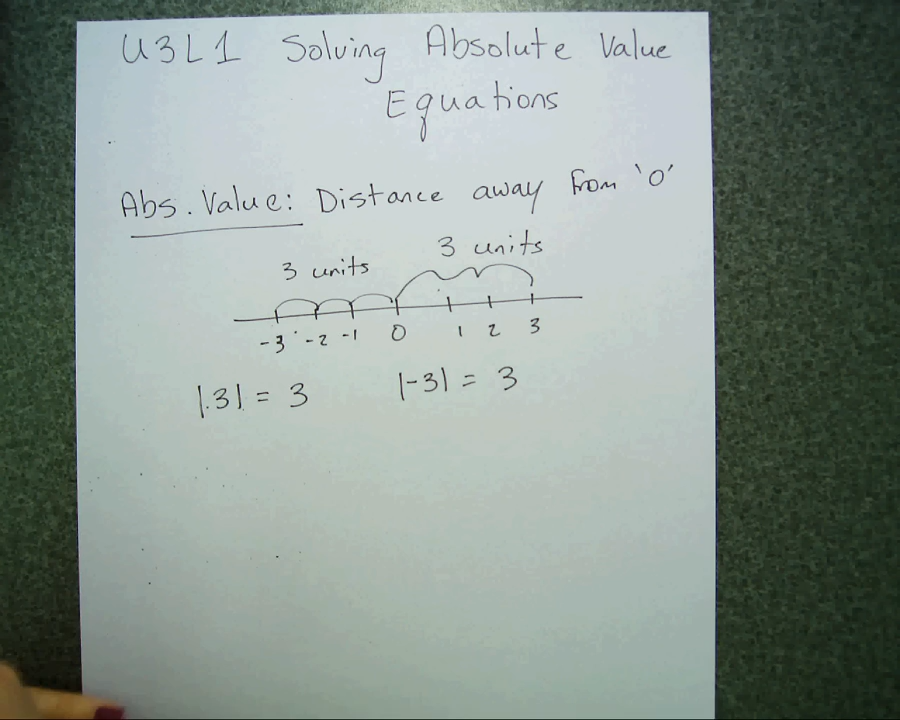 U3L1 Solving Absolute Value
Equations
Abs. Value: Distance away from '0'
3 units 3 units
-3 -2 -1 0 1 2 3
|3| = 3 |-3| = 3